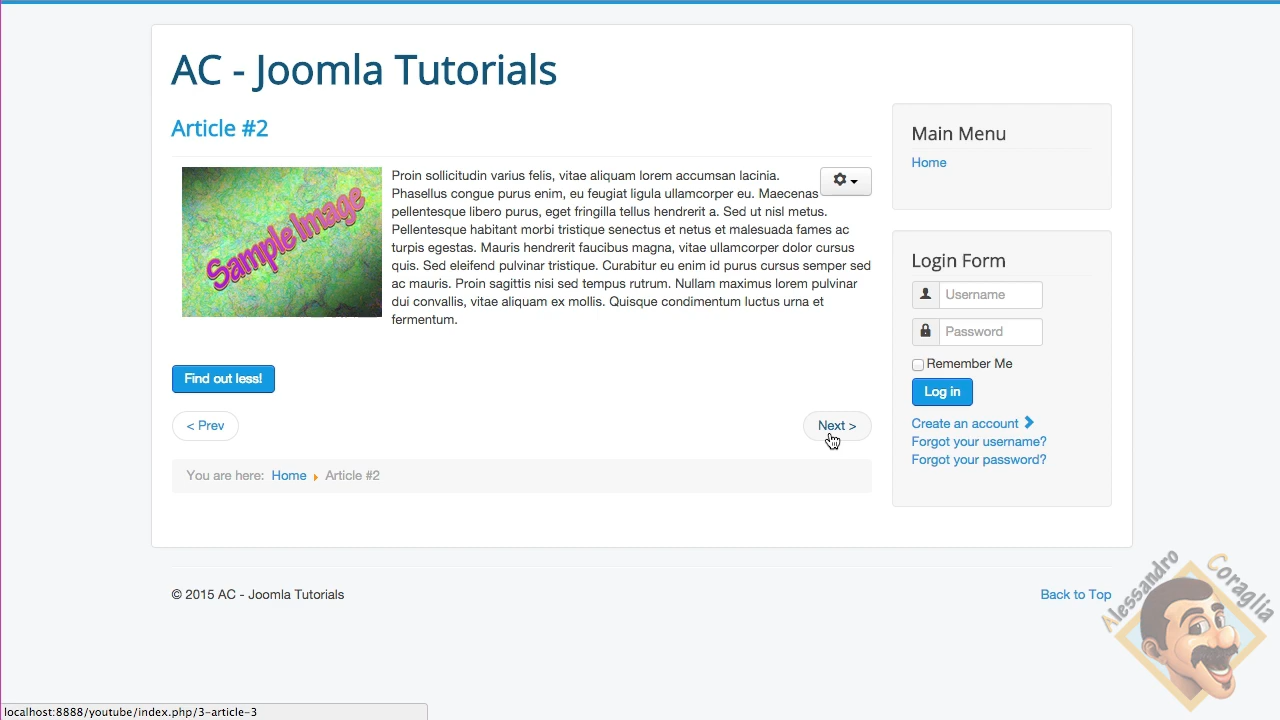 AC - Joomla Tutorials
Article #2
Sample Image
Proin sollicitudin varius felis, vitae aliquam lorem accumsan lacinia.
Phasellus congue purus enim, eu feugiat ligula ullamcorper eu. Maecenas
pellentesque libero purus, eget fringilla tellus hendrerit a. Sed ut nisl metus.
Pellentesque habitant morbi tristique senectus et netus et malesuada fames ac
turpis egestas. Mauris hendrerit faucibus magna, vitae ullamcorper dolor cursus
quis. Sed eleifend pulvinar tristique. Curabitur eu enim id purus cursus semper sed
ac mauris. Proin sagittis nisi sed tempus rutrum. Nullam maximus lorem pulvinar
dui convallis, vitae aliquam ex mollis. Quisque condimentum luctus urna et
fermentum.
Find out less!
< Prev
Next >
You are here: Home Article #2
Main Menu
Home
Login Form
Username
Password
Remember Me
Log in
Create an account
Forgot your username?
Forgot your password?
© 2015 AC - Joomla Tutorials
Back to Top
Alessandro Coraglia
localhost:8888/youtube/index.php/3-article-3